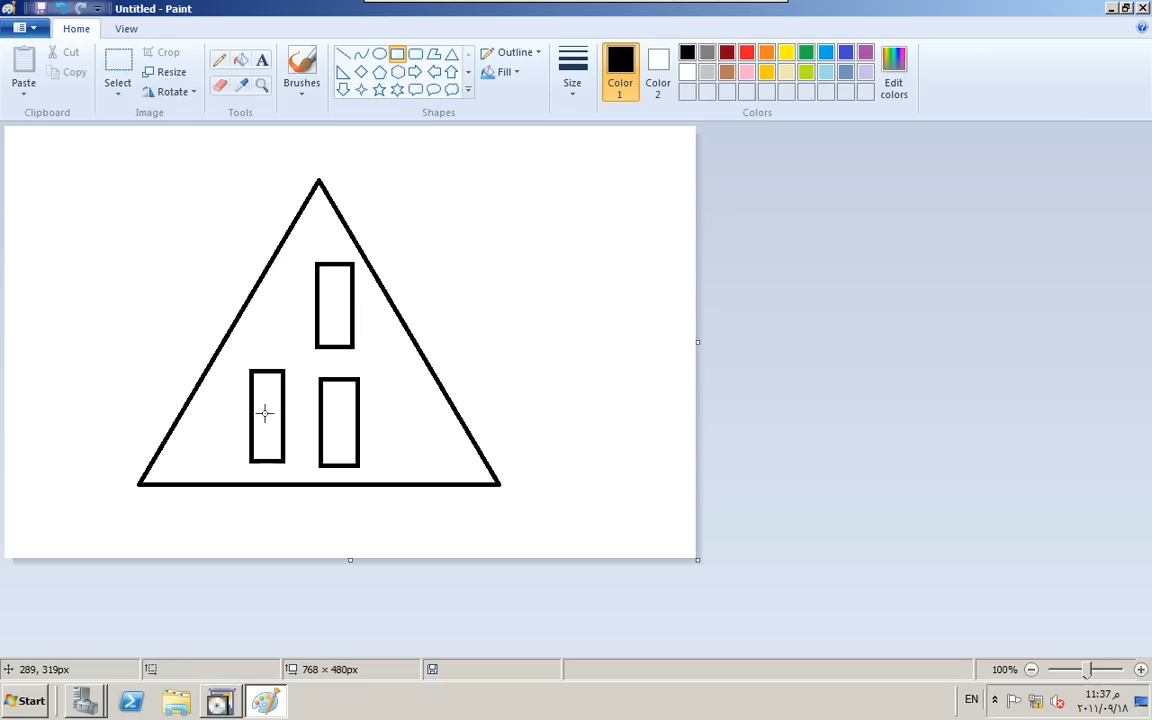 Untitled - Paint
Home View
Paste
Cut
Copy
Clipboard
Select
Crop
Resize
Rotate
Image
A
Tools
Brushes
Outline
Fill
Shapes
Size
Color 1
Color 2
Edit colors
Colors
289, 319px
768 × 480px
100%
Start
EN
11:37 م
٢٠١١/٠٩/١٨